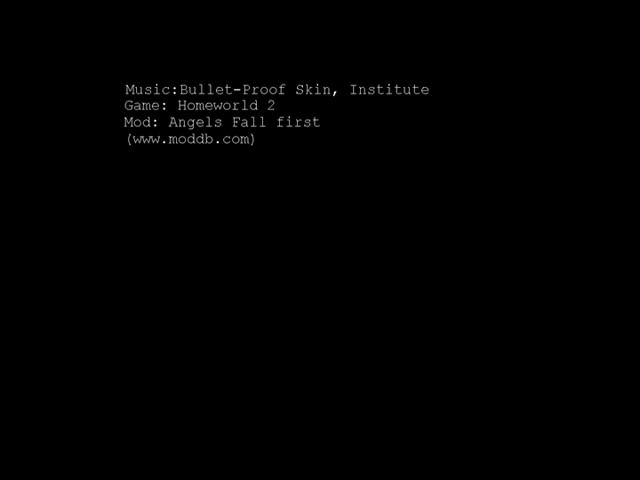 Music:Bullet-Proof Skin, Institute
Game: Homeworld 2
Mod: Angels Fall first
(www.moddb.com)